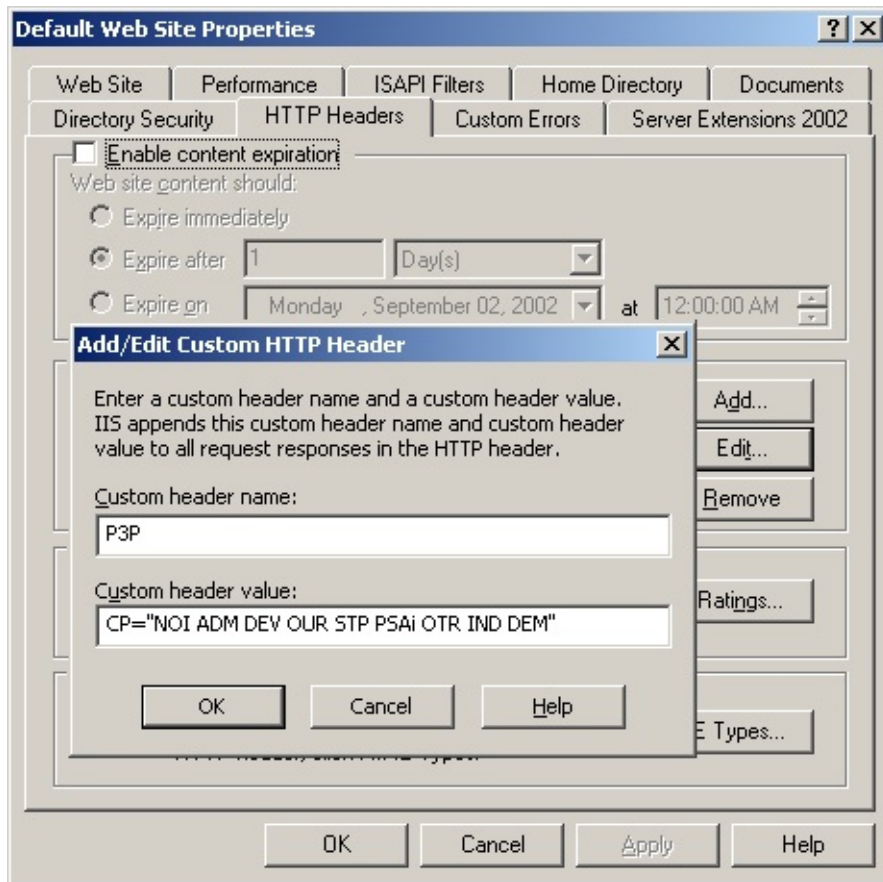 Default Web Site Properties
Web Site Performance ISAPI Filters Home Directory Documents
Directory Security HTTP Headers Custom Errors Server Extensions 2002
Enable content expiration
Web site content should:
Expire immediately
Expire after 1 Day(s)
Expire on Monday , September 02, 2002 at 12:00:00 AM
Add/Edit Custom HTTP Header
Enter a custom header name and a custom header value.
IIS appends this custom header name and custom header
value to all request responses in the HTTP header.
Add...
Edit...
Remove
Custom header name:
P3P
Custom header value:
CP="NOI ADM DEV OUR STP PSAi OTR IND DEM"
Ratings...
OK Cancel Help
E Types...
OK Cancel Apply Help